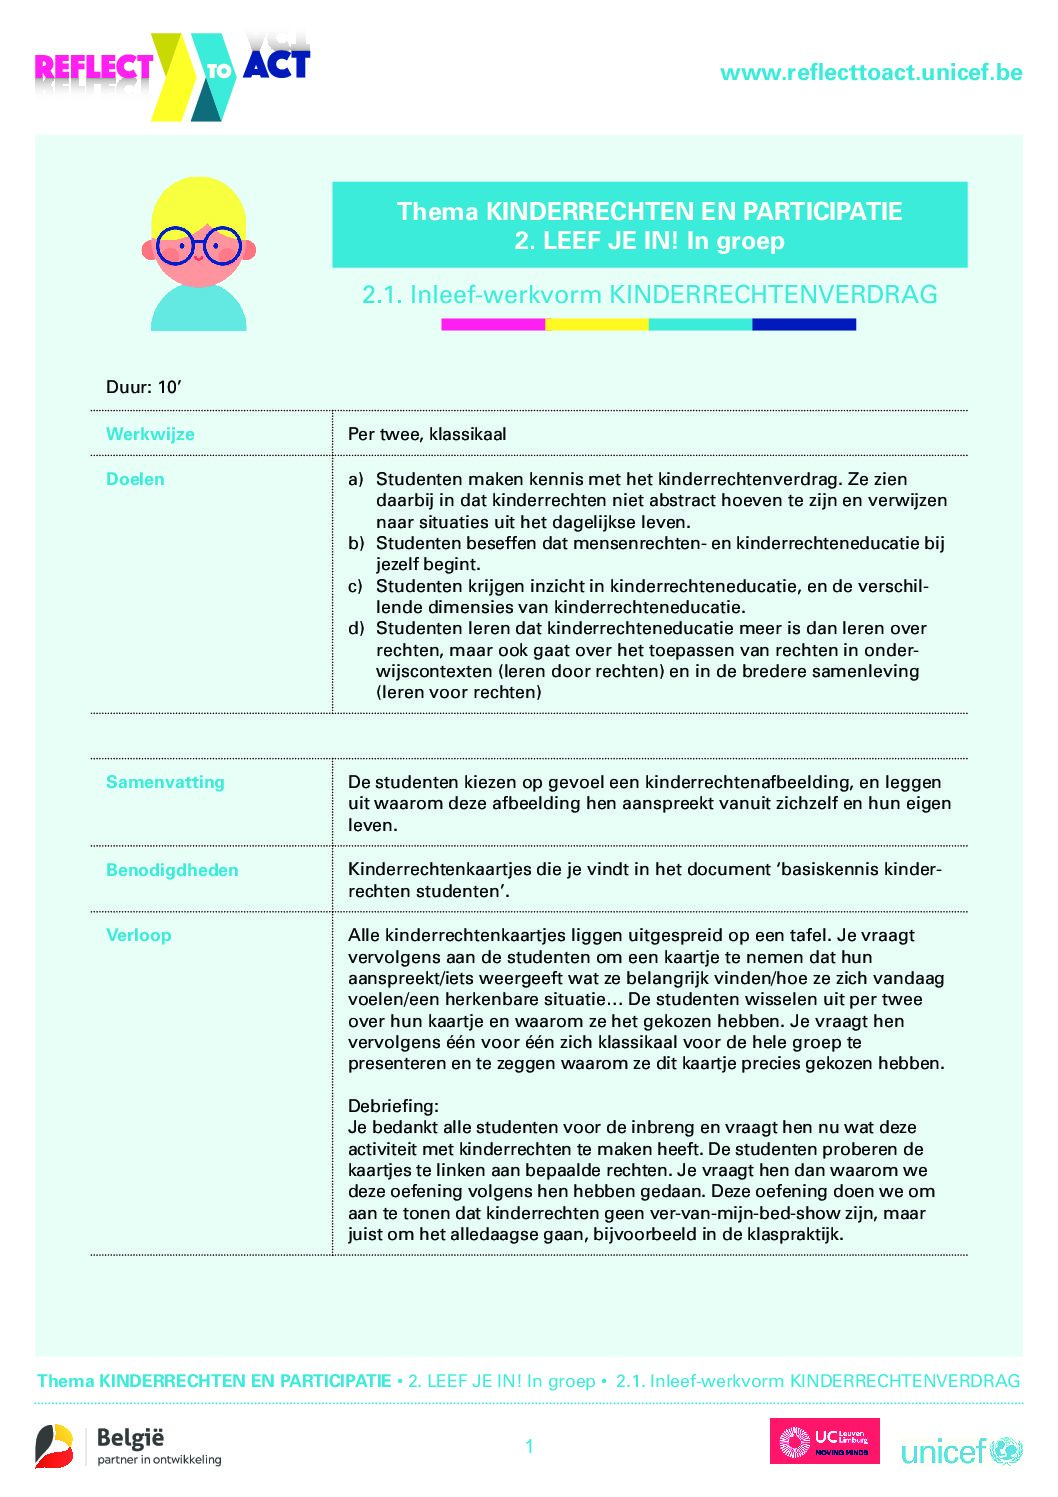 REFLECT TO ACT
www.reflecttoact.unicef.be
Thema KINDERRECHTEN EN PARTICIPATIE
2. LEEF JE IN! In groep
2.1. Inleef-werkvorm KINDERRECHTENVERDRAG
Duur: 10’
Werkwijze
Per twee, klassikaal
Doelen
a) Studenten maken kennis met het kinderrechtenverdrag. Ze zien
daarbij in dat kinderrechten niet abstract hoeven te zijn en verwijzen
naar situaties uit het dagelijkse leven.
b) Studenten beseffen dat mensenrechten- en kinderrechteneducatie bij
jezelf begint.
c) Studenten krijgen inzicht in kinderrechteneducatie, en de verschil-
lende dimensies van kinderrechteneducatie.
d) Studenten leren dat kinderrechteneducatie meer is dan leren over
rechten, maar ook gaat over het toepassen van rechten in onder-
wijscontexten (leren door rechten) en in de bredere samenleving
(leren voor rechten)
Samenvatting
De studenten kiezen op gevoel een kinderrechtenafbeelding, en leggen
uit waarom deze afbeelding hen aanspreekt vanuit zichzelf en hun eigen
leven.
Benodigdheden
Kinderrechtenkaartjes die je vindt in het document ‘basiskennis kinder-
rechten studenten’.
Verloop
Alle kinderrechtenkaartjes liggen uitgespreid op een tafel. Je vraagt
vervolgens aan de studenten om een kaartje te nemen dat hun
aanspreekt/iets weergeeft wat ze belangrijk vinden/hoe ze zich vandaag
voelen/een herkenbare situatie… De studenten wisselen uit per twee
over hun kaartje en waarom ze het gekozen hebben. Je vraagt hen
vervolgens één voor één zich klassikaal voor de hele groep te
presenteren en te zeggen waarom ze dit kaartje precies gekozen hebben.
Debriefing:
Je bedankt alle studenten voor de inbreng en vraagt hen nu wat deze
activiteit met kinderrechten te maken heeft. De studenten proberen de
kaartjes te linken aan bepaalde rechten. Je vraagt hen dan waarom we
deze oefening volgens hen hebben gedaan. Deze oefening doen we om
aan te tonen dat kinderrechten geen ver-van-mijn-bed-show zijn, maar
juist om het alledaagse gaan, bijvoorbeeld in de klaspraktijk.
Thema KINDERRECHTEN EN PARTICIPATIE • 2. LEEF JE IN! In groep • 2.1. Inleef-werkvorm KINDERRECHTENVERDRAG
België
partner in ontwikkeling
1
UC Leuven
Limburg
MOVING MINDS
unicef